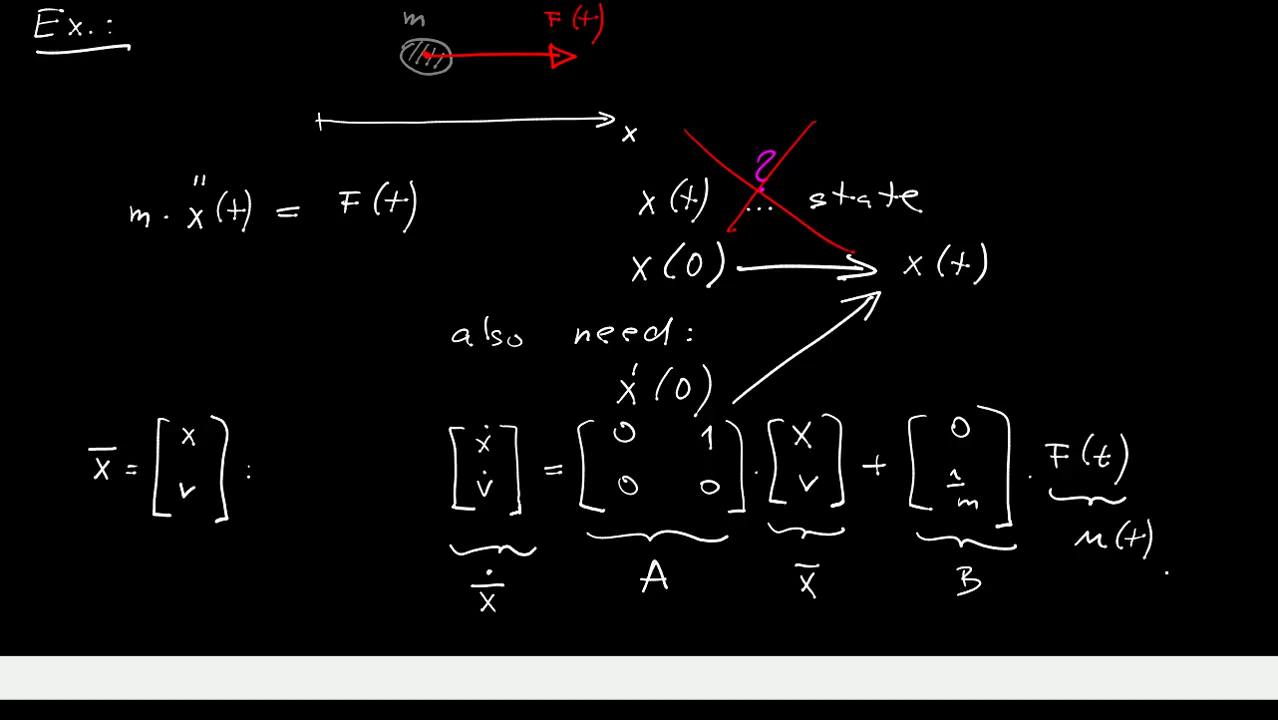 Ex.:
m F(t)
x
m · x''(t) = F(t)
x(t) ... state
?
x(0) → x(t)
also need:
x'(0)
x̄ = [x v] : [ẋ v̇] = [0 1 0 0] · [x v] + [0 1/m] · F(t)
ẋ̄ A x̄ B u(t).